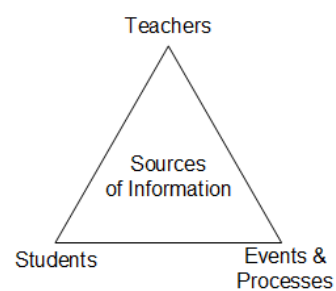 Teachers
Sources
of Information
Students
Events &
Processes